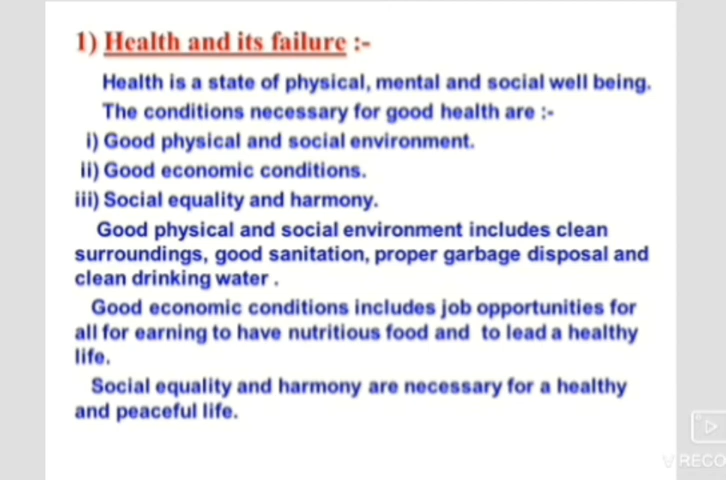 1) Health and its failure :-
Health is a state of physical, mental and social well being.
The conditions necessary for good health are :-
i) Good physical and social environment.
ii) Good economic conditions.
iii) Social equality and harmony.
Good physical and social environment includes clean
surroundings, good sanitation, proper garbage disposal and
clean drinking water .
Good economic conditions includes job opportunities for
all for earning to have nutritious food and to lead a healthy
life.
Social equality and harmony are necessary for a healthy
and peaceful life.